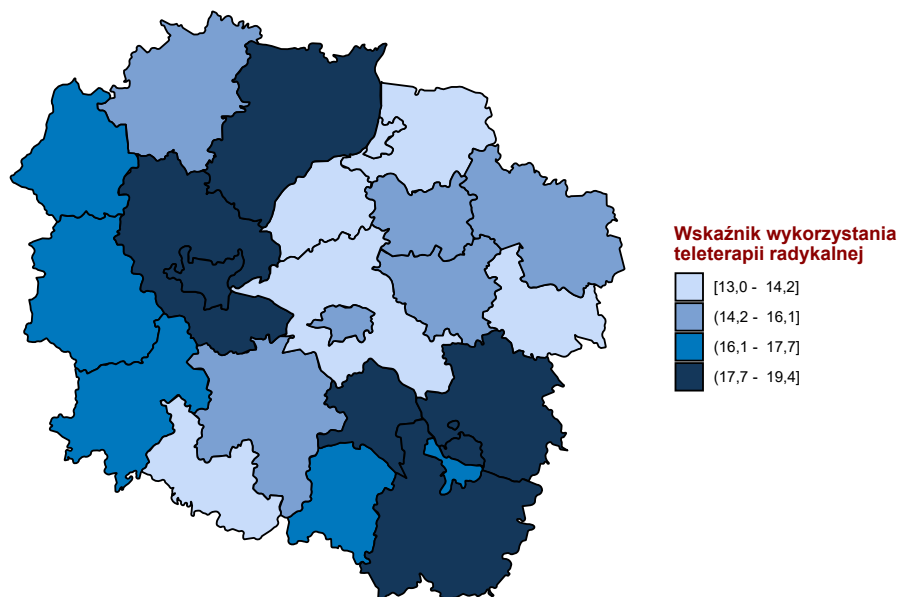 Wskaźnik wykorzystania
teleterapii radykalnej
[13,0 - 14,2]
(14,2 - 16,1]
(16,1 - 17,7]
(17,7 - 19,4]